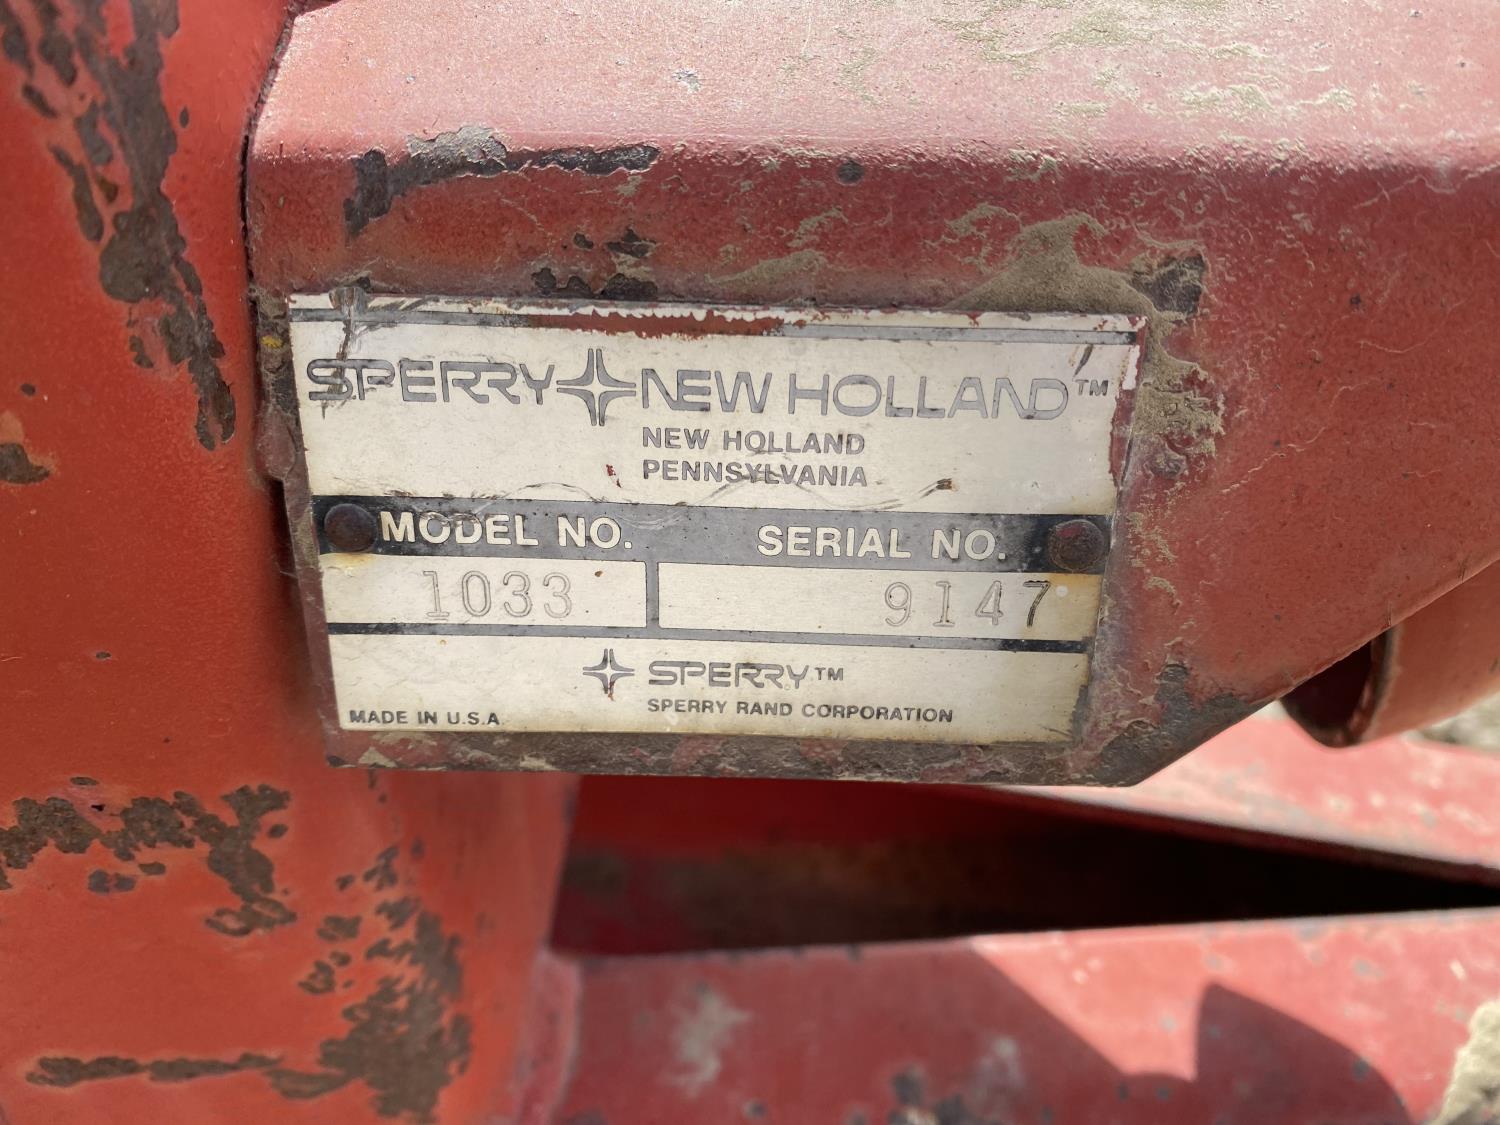 SPERRY NEW HOLLAND™
NEW HOLLAND
PENNSYLVANIA
MODEL NO. SERIAL NO.
1033 9147
SPERRY™
SPERRY RAND CORPORATION
MADE IN U.S.A